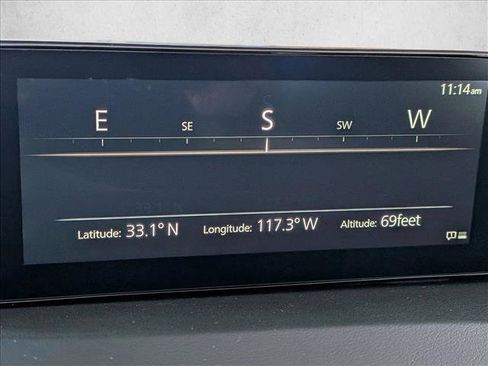 11:14am
E SE S SW W
Latitude: 33.1° N Longitude: 117.3° W Altitude: 69feet